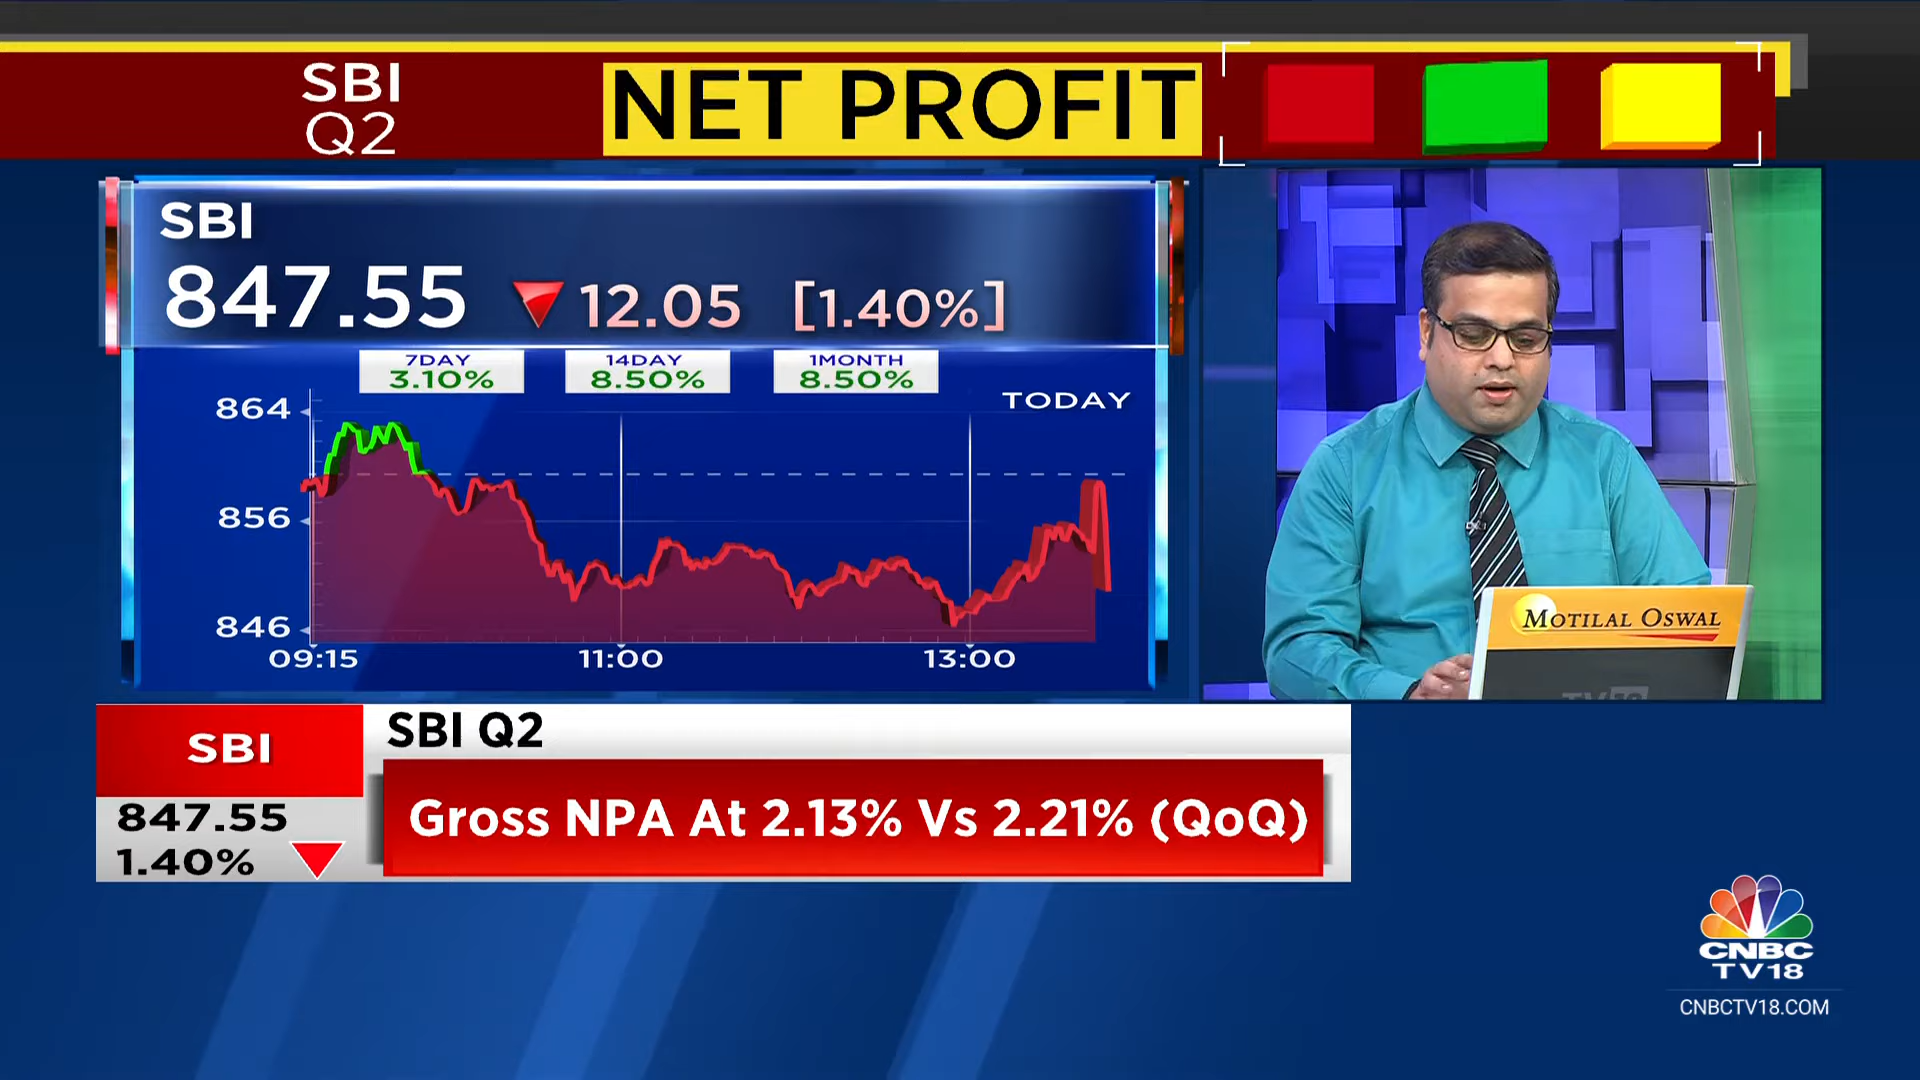 SBI
Q2
NET PROFIT
SBI
847.55 12.05 [1.40%]
7DAY
3.10%
14DAY
8.50%
1MONTH
8.50%
TODAY
864
856
846
09:15 11:00 13:00
MOTILAL OSWAL
TV18
SBI
847.55
1.40%
SBI Q2
Gross NPA At 2.13% Vs 2.21% (QoQ)
CNBC
TV18
CNBCTV18.COM